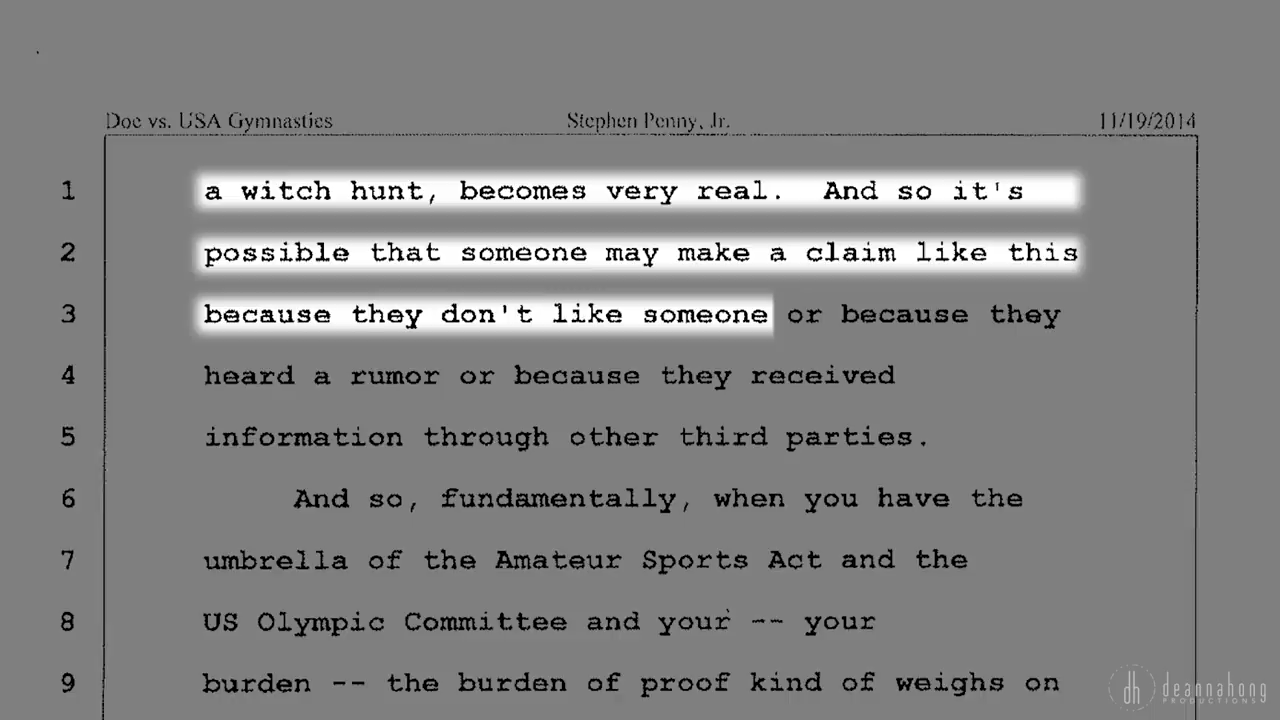 Doe vs. USA Gymnastics Stephen Penny, Jr. 11/19/2014
1 a witch hunt, becomes very real. And so it's
2 possible that someone may make a claim like this
3 because they don't like someone or because they
4 heard a rumor or because they received
5 information through other third parties.
6 And so, fundamentally, when you have the
7 umbrella of the Amateur Sports Act and the
8 US Olympic Committee and your -- your
9 burden -- the burden of proof kind of weighs on
dh deannahong
PRODUCTIONS